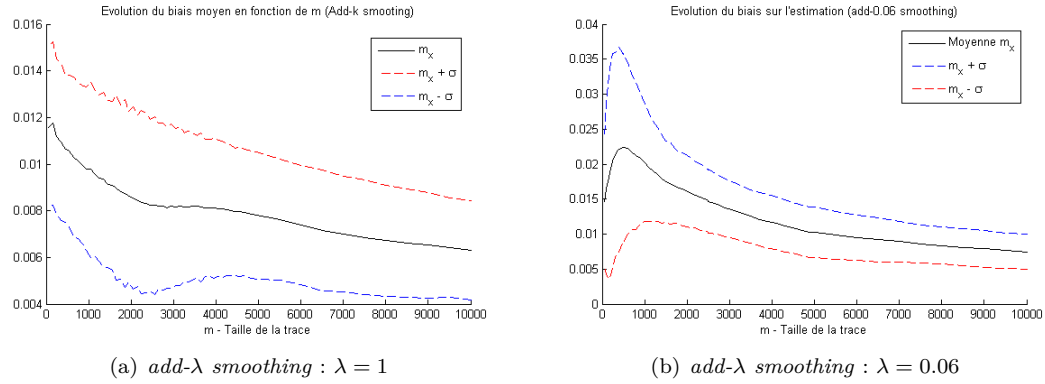 Evolution du biais moyen en fonction de m (Add-k smooting)
0.016
0.014
0.012
0.01
0.008
0.006
0.004
0 1000 2000 3000 4000 5000 6000 7000 8000 9000 10000
m - Taille de la trace
m_x
m_x + σ
m_x - σ
(a) add-λ smoothing : λ = 1
Evolution du biais sur l'estimation (add-0.06 smoothing)
0.04
0.035
0.03
0.025
0.02
0.015
0.01
0.005
0
0 1000 2000 3000 4000 5000 6000 7000 8000 9000 10000
m - Taille de la trace
Moyenne m_x
m_x + σ
m_x - σ
(b) add-λ smoothing : λ = 0.06